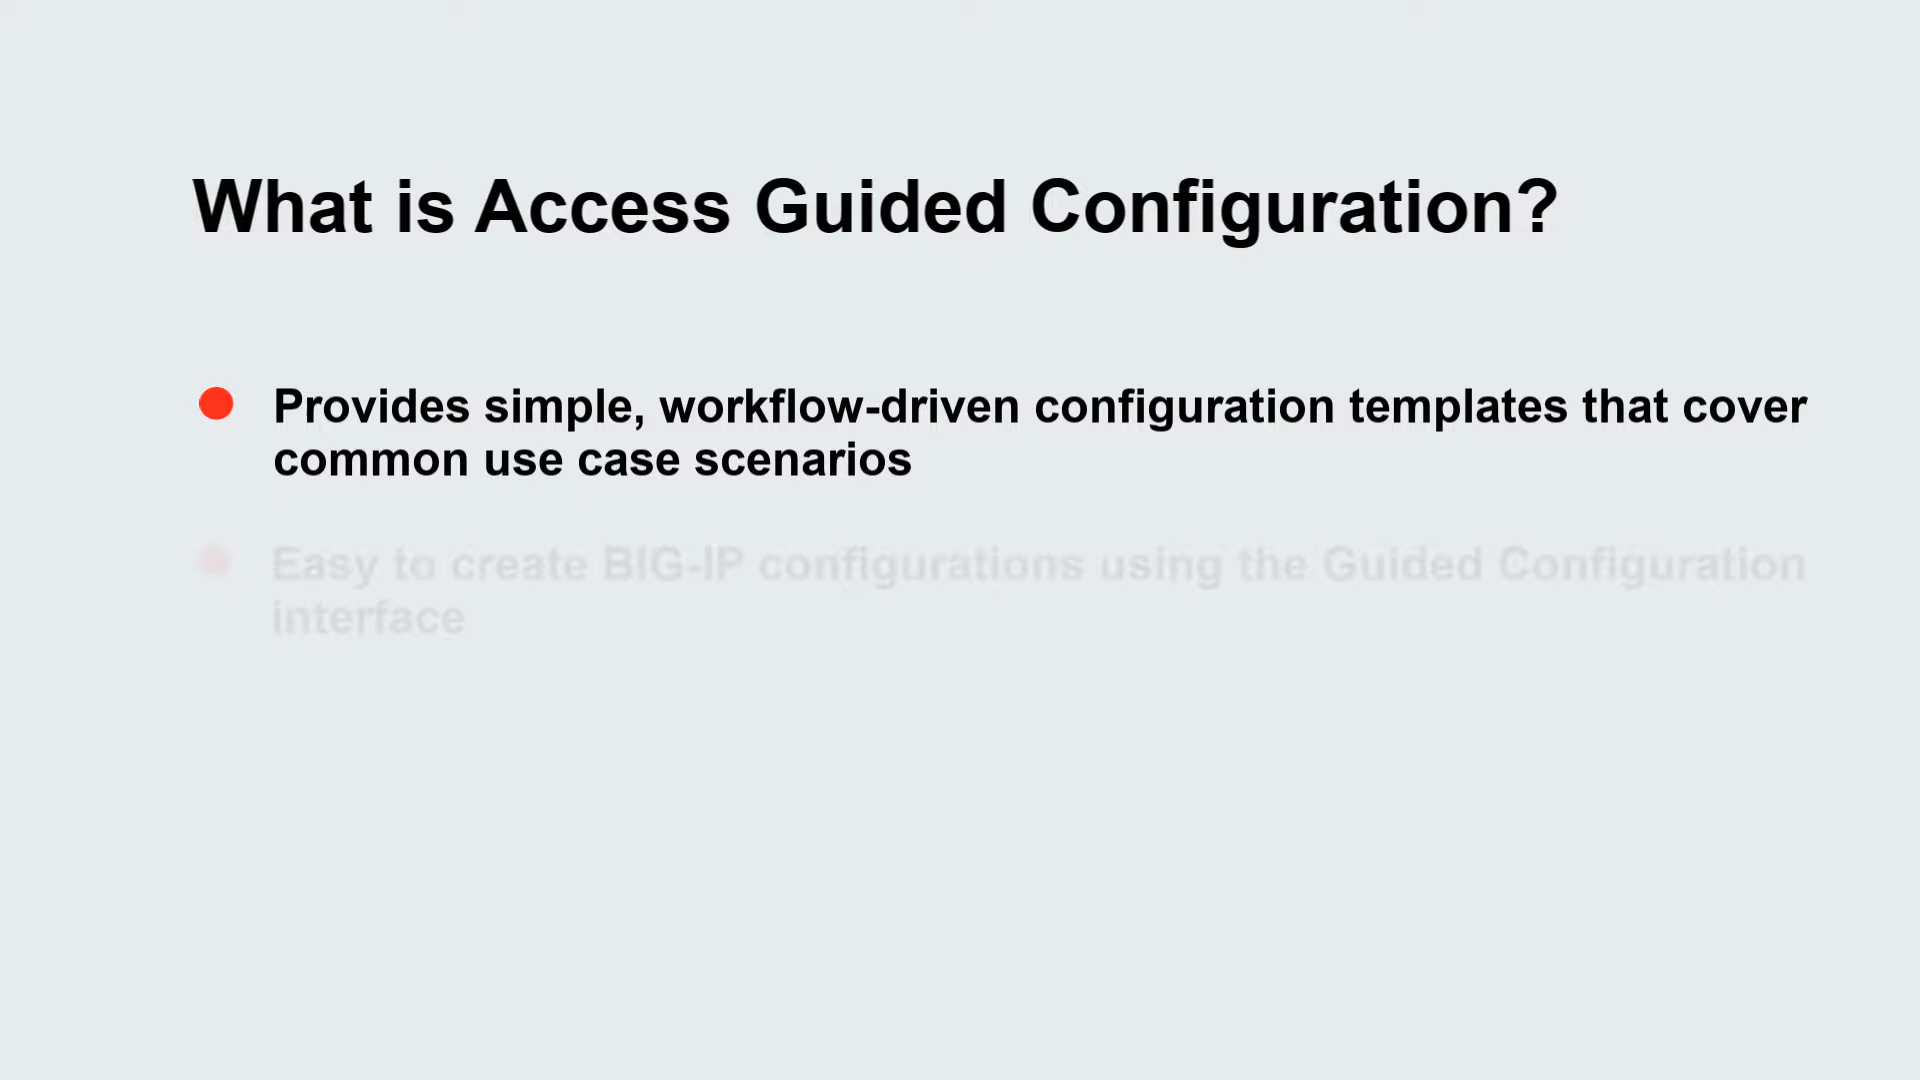 What is Access Guided Configuration?
Provides simple, workflow-driven configuration templates that cover
common use case scenarios
Easy to create BIG-IP configurations using the Guided Configuration
interface